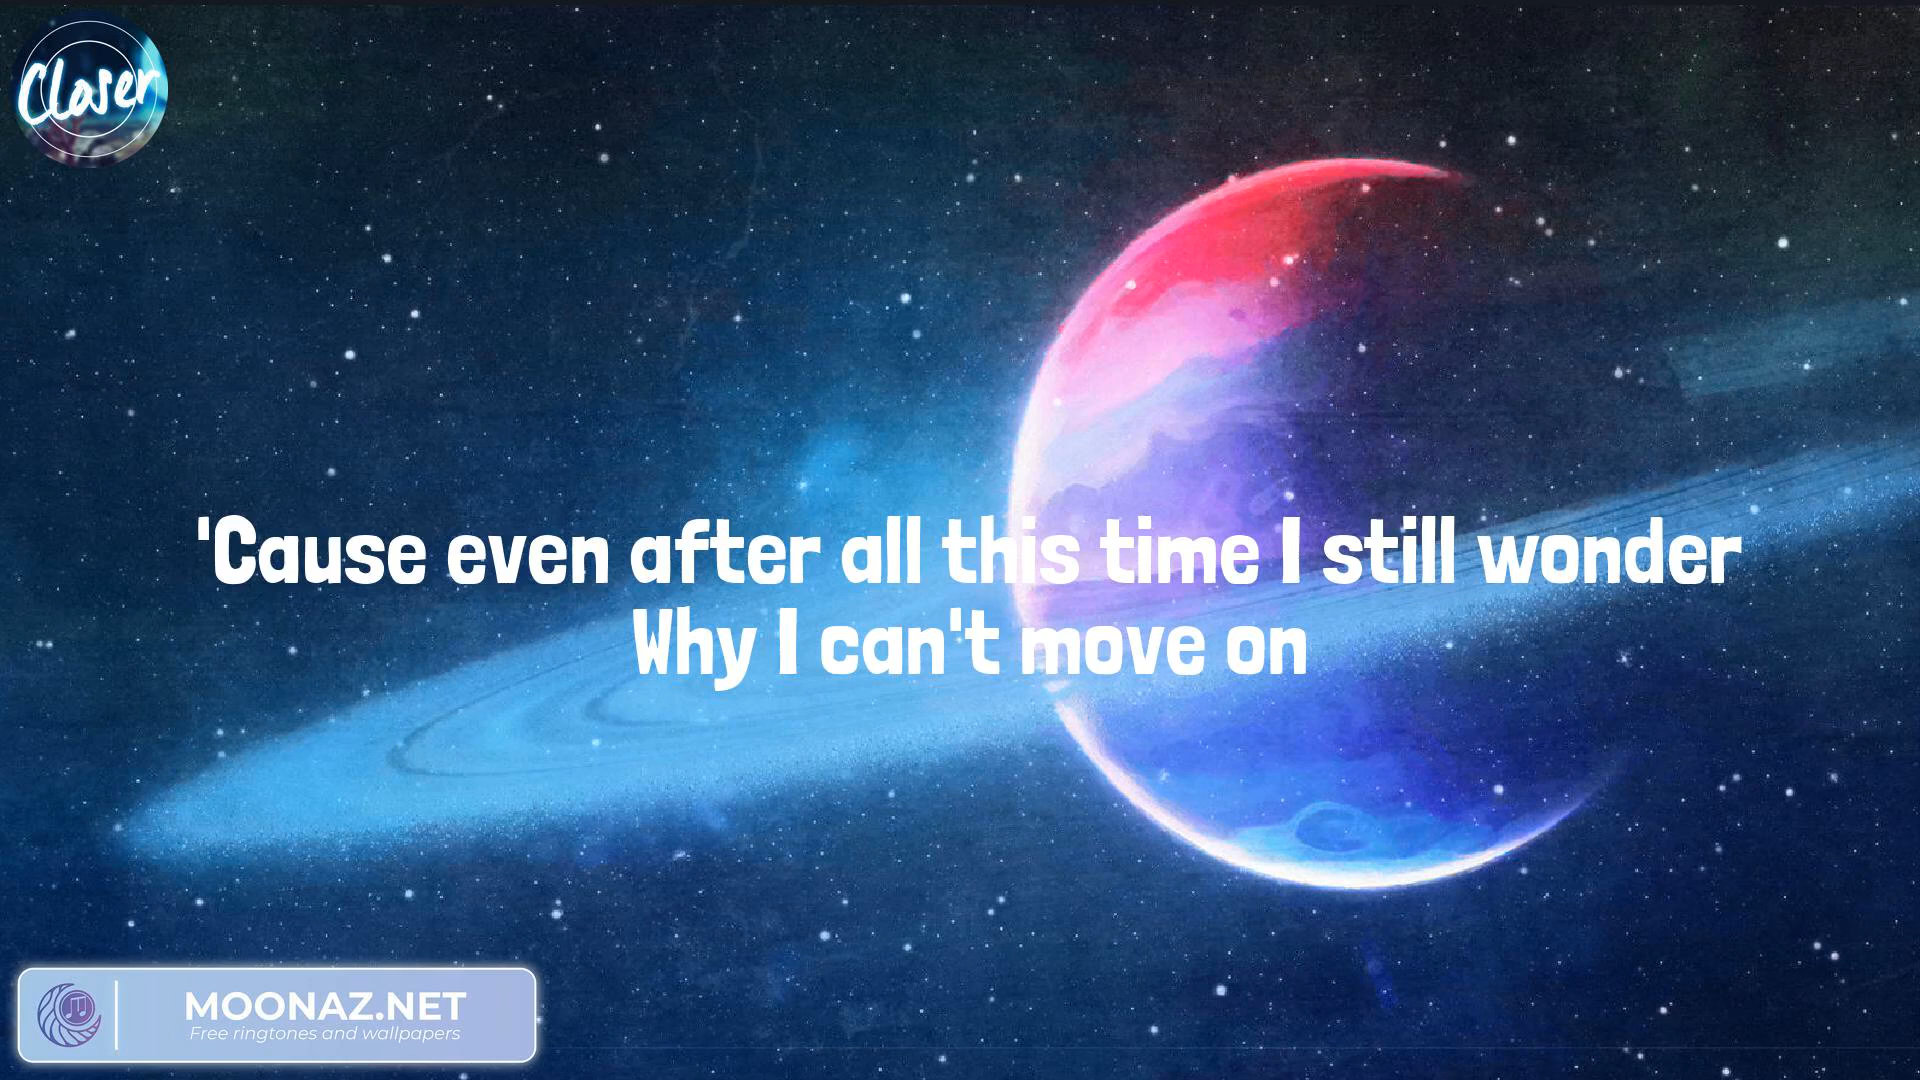 Closer
'Cause even after all this time I still wonder
Why I can't move on
MOONAZ.NET
Free ringtones and wallpapers